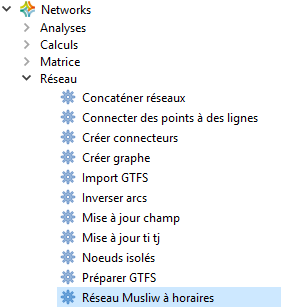 Networks
Analyses
Calculs
Matrice
Réseau
Concaténer réseaux
Connecter des points à des lignes
Créer connecteurs
Créer graphe
Import GTFS
Inverser arcs
Mise à jour champ
Mise à jour ti tj
Noeuds isolés
Préparer GTFS
Réseau Musliw à horaires